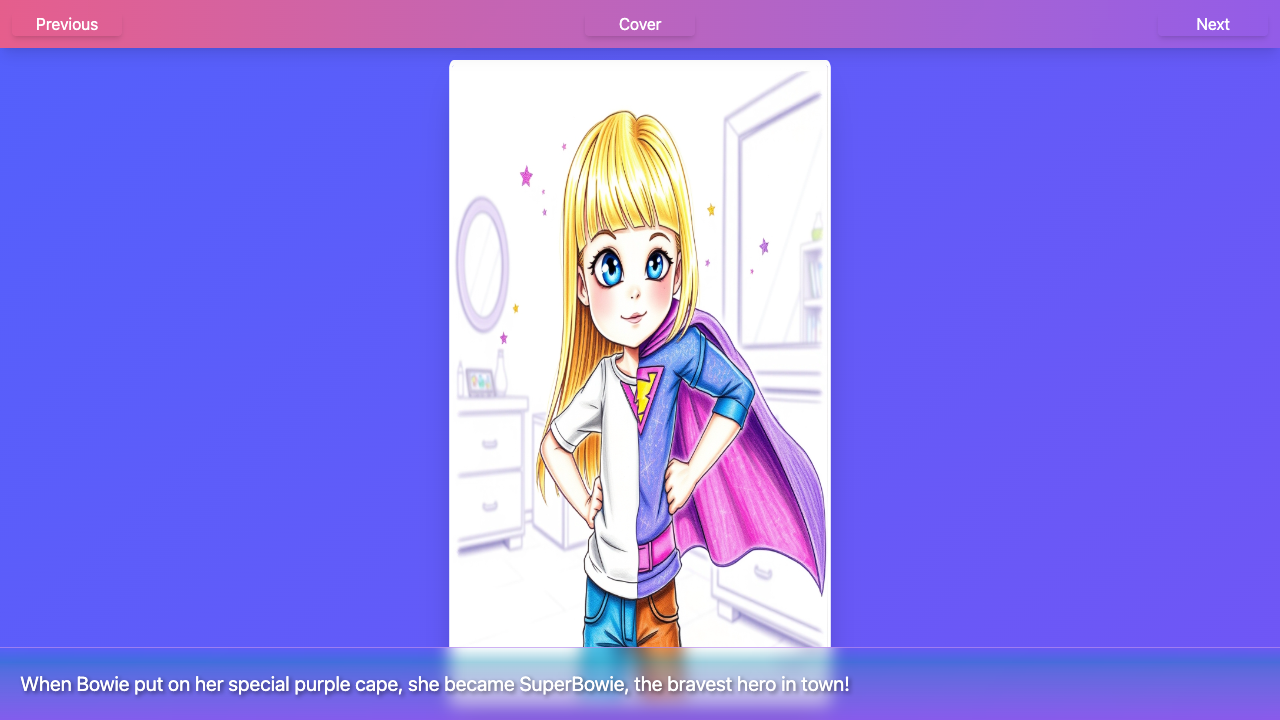 Previous
Cover
Next
When Bowie put on her special purple cape, she became SuperBowie, the bravest hero in town!